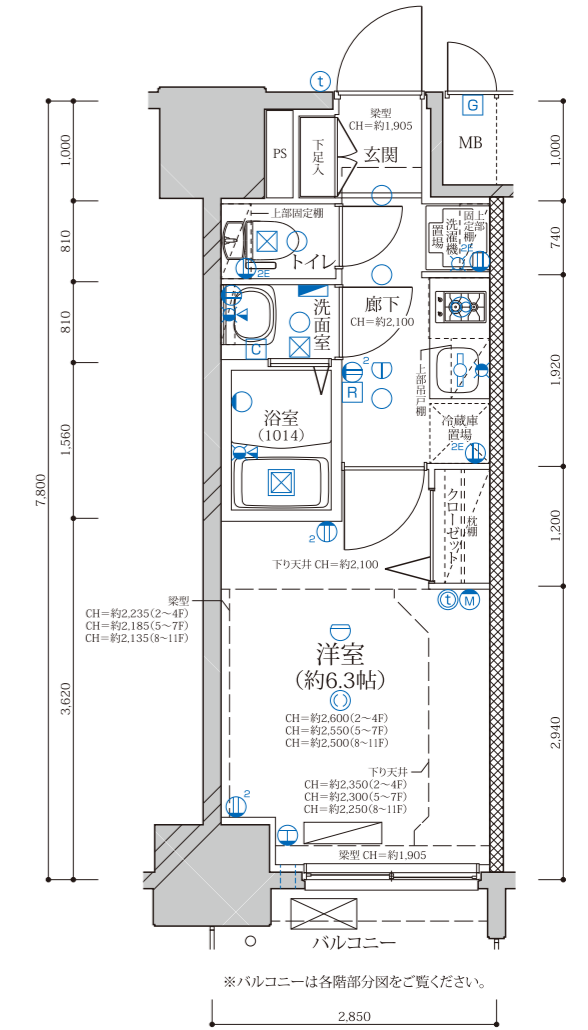 t
梁型
CH=約1,905
G
PS
下足入
玄関
MB
1,000
1,000
上部固定棚
トイレ
2E
洗濯機置場
上部固定棚
2E
810
740
洗面室
C
廊下
CH=約2,100
810
2
R
上部吊戸棚
1,920
浴室
(1014)
冷蔵庫
置場
2E
1,560
7,800
クローゼット
枕棚
1,200
2
下り天井 CH=約2,100
t
M
梁型
CH=約2,235(2~4F)
CH=約2,185(5~7F)
CH=約2,135(8~11F)
洋室
(約6.3帖)
CH=約2,600(2~4F)
CH=約2,550(5~7F)
CH=約2,500(8~11F)
3,620
2,940
下り天井
CH=約2,350(2~4F)
CH=約2,300(5~7F)
CH=約2,250(8~11F)
2
梁型 CH=約1,905
バルコニー
※バルコニーは各階部分図をご覧ください。
2,850